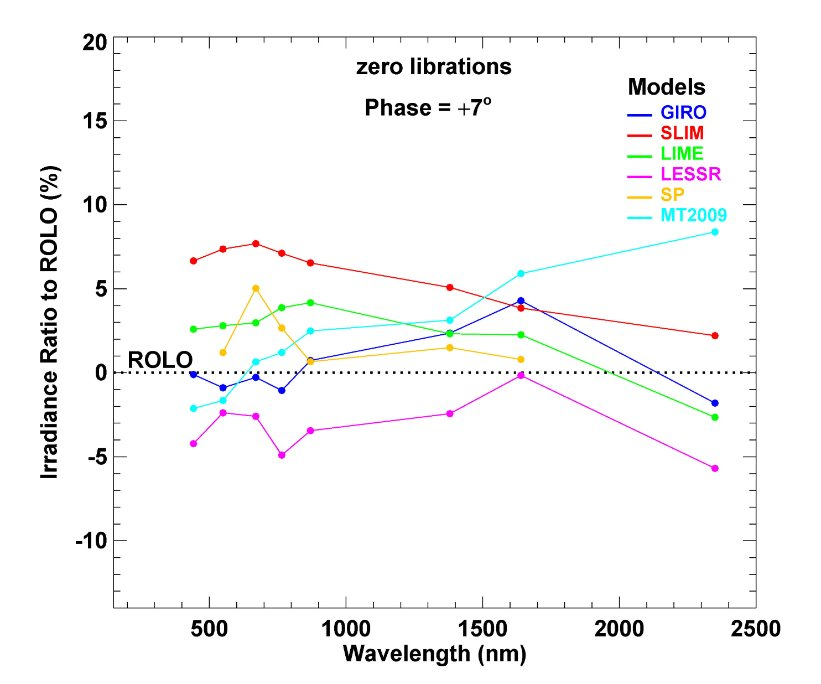 zero librations
Phase = +7°
Models
GIRO
SLIM
LIME
LESSR
SP
MT2009
ROLO
Irradiance Ratio to ROLO (%)
20
15
10
5
0
-5
-10
500 1000 1500 2000 2500
Wavelength (nm)